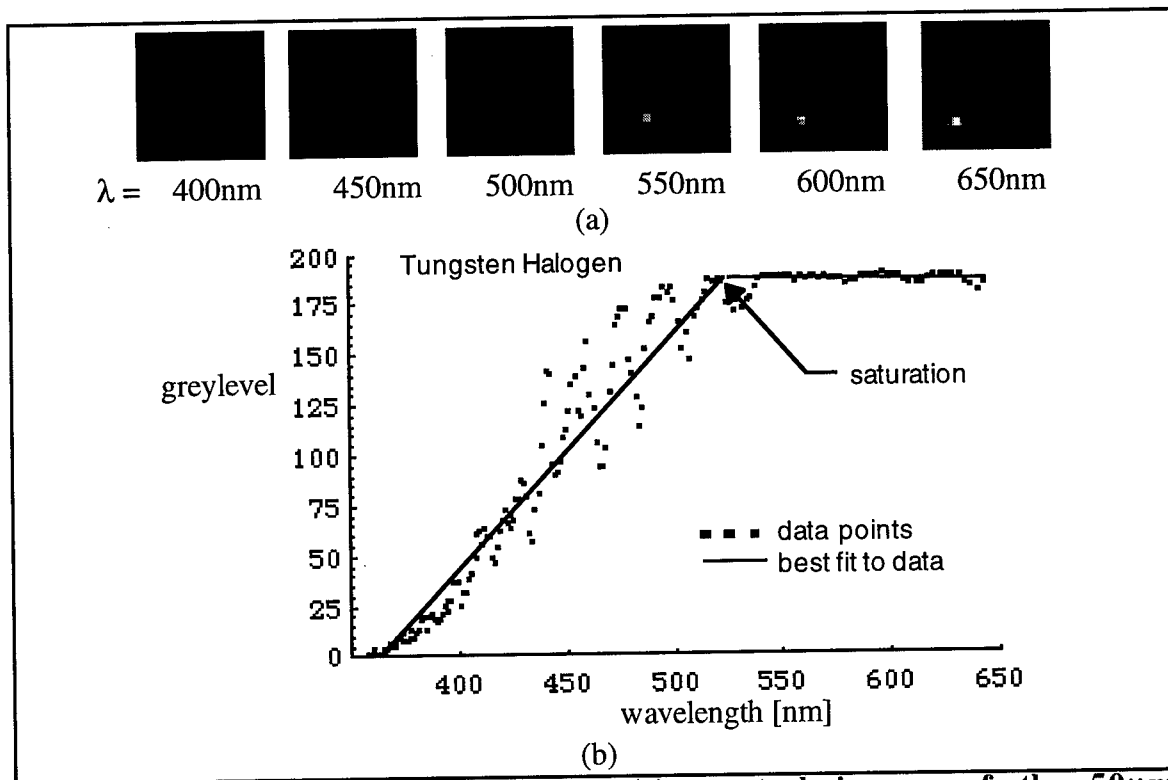 λ = 400nm 450nm 500nm 550nm 600nm 650nm
(a)
Tungsten Halogen
200
175
150
125
100
75
50
25
0
greylevel
saturation
data points
best fit to data
400 450 500 550 600 650
wavelength [nm]
(b)